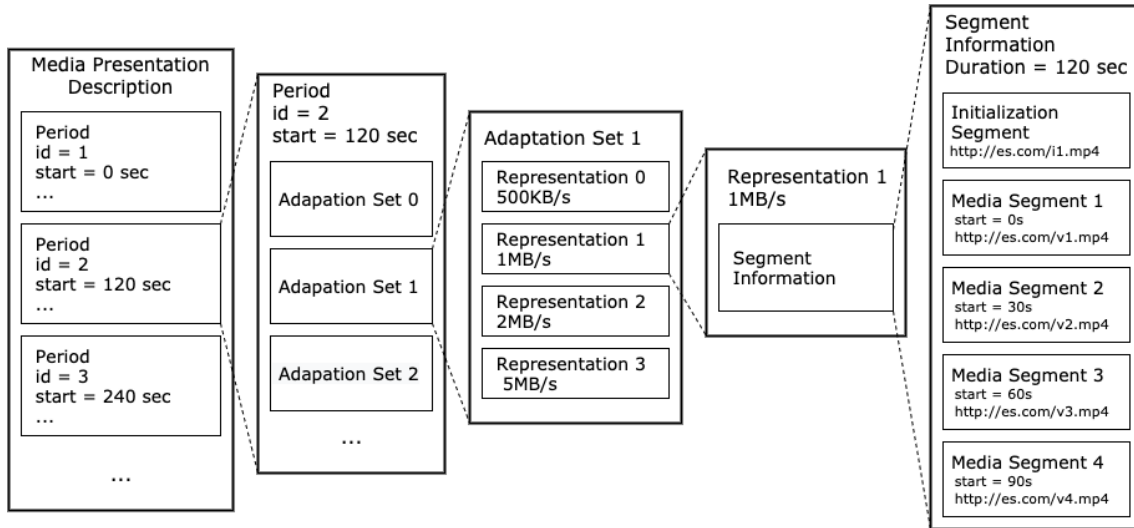 Media Presentation
Description
Period
id = 1
start = 0 sec
...
Period
id = 2
start = 120 sec
...
Period
id = 3
start = 240 sec
...
...
Period
id = 2
start = 120 sec
Adapation Set 0
Adapation Set 1
Adapation Set 2
...
Adaptation Set 1
Representation 0
500KB/s
Representation 1
1MB/s
Representation 2
2MB/s
Representation 3
5MB/s
Representation 1
1MB/s
Segment
Information
Segment
Information
Duration = 120 sec
Initialization
Segment
http://es.com/i1.mp4
Media Segment 1
start = 0s
http://es.com/v1.mp4
Media Segment 2
start = 30s
http://es.com/v2.mp4
Media Segment 3
start = 60s
http://es.com/v3.mp4
Media Segment 4
start = 90s
http://es.com/v4.mp4